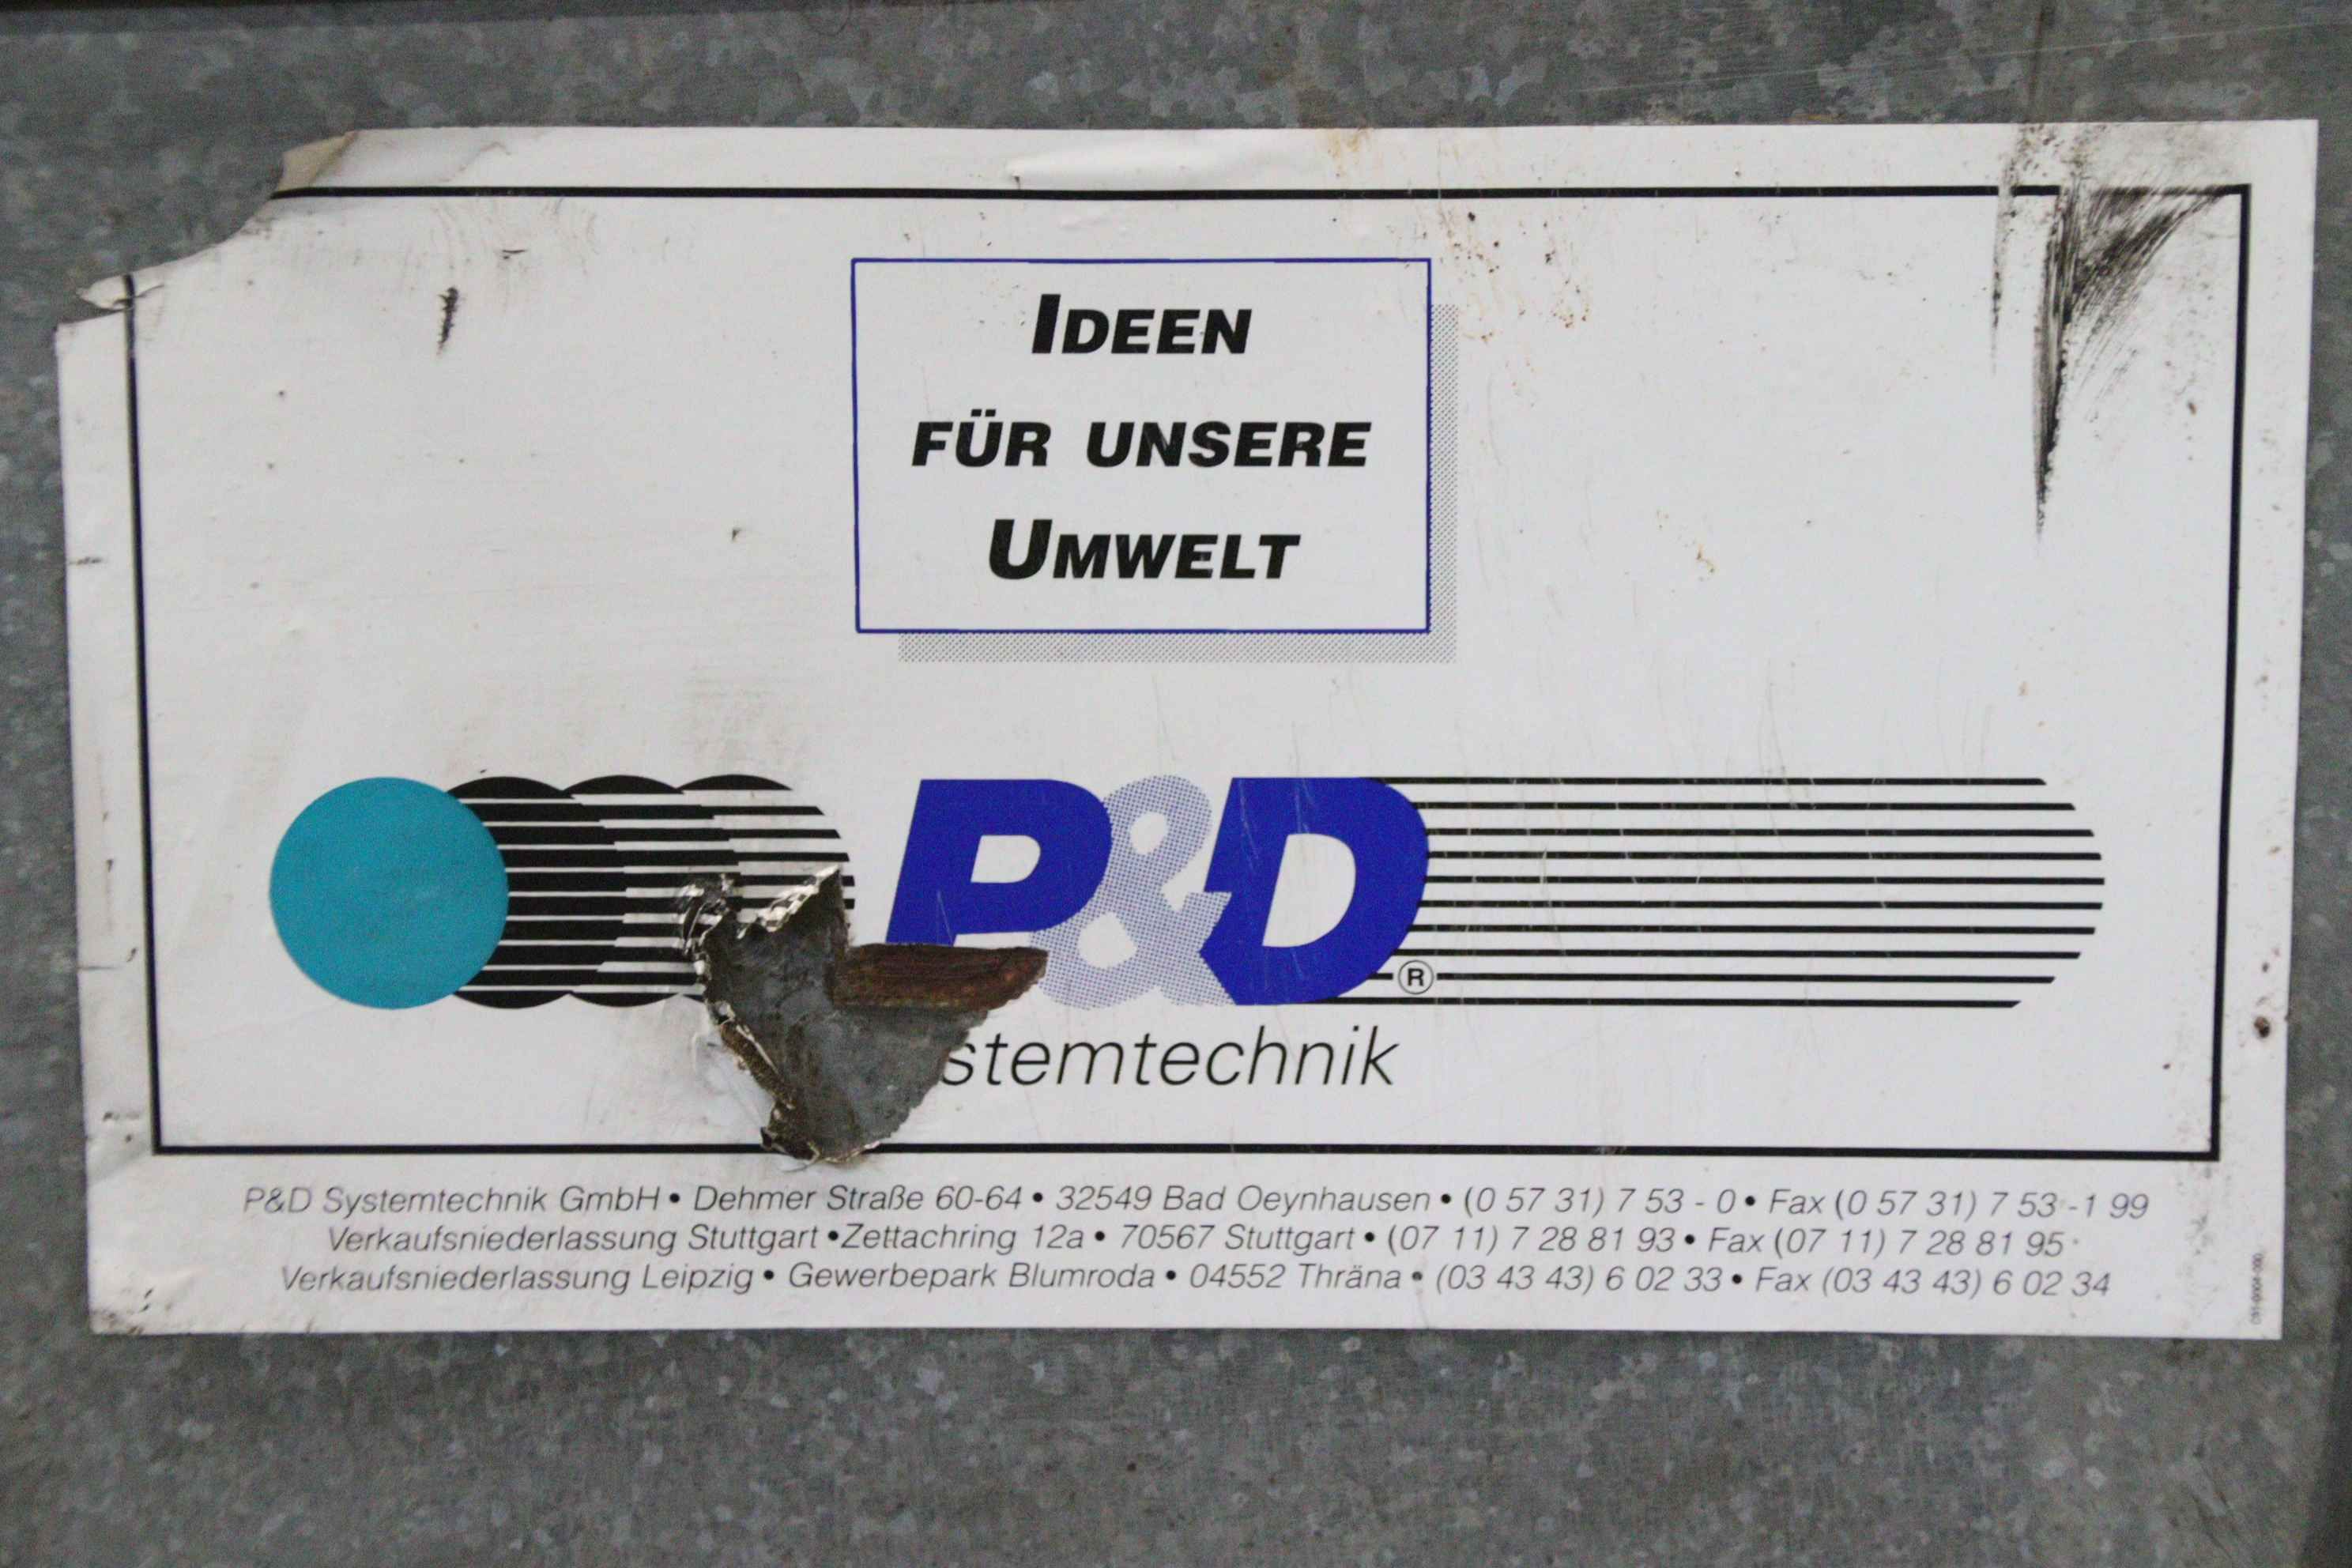 IDEEN
FÜR UNSERE
UMWELT
P&D ®
stemtechnik
P&D Systemtechnik GmbH • Dehmer Straße 60-64 • 32549 Bad Oeynhausen • (0 57 31) 7 53 - 0 • Fax (0 57 31) 7 53 -1 99
Verkaufsniederlassung Stuttgart •Zettachring 12a • 70567 Stuttgart • (07 11) 7 28 81 93 • Fax (07 11) 7 28 81 95
Verkaufsniederlassung Leipzig • Gewerbepark Blumroda • 04552 Thräna • (03 43 43) 6 02 33 • Fax (03 43 43) 6 02 34